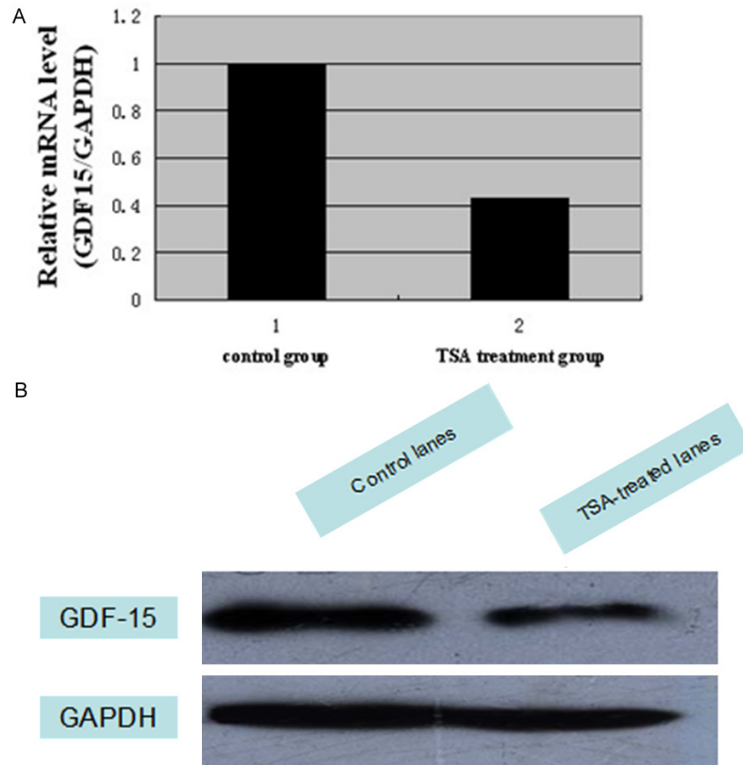 A
Relative mRNA level
(GDF15/GAPDH)
1.2
1
0.8
0.6
0.4
0.2
0
1
2
control group
TSA treatment group
B
Control lanes
TSA-treated lanes
GDF-15
GAPDH